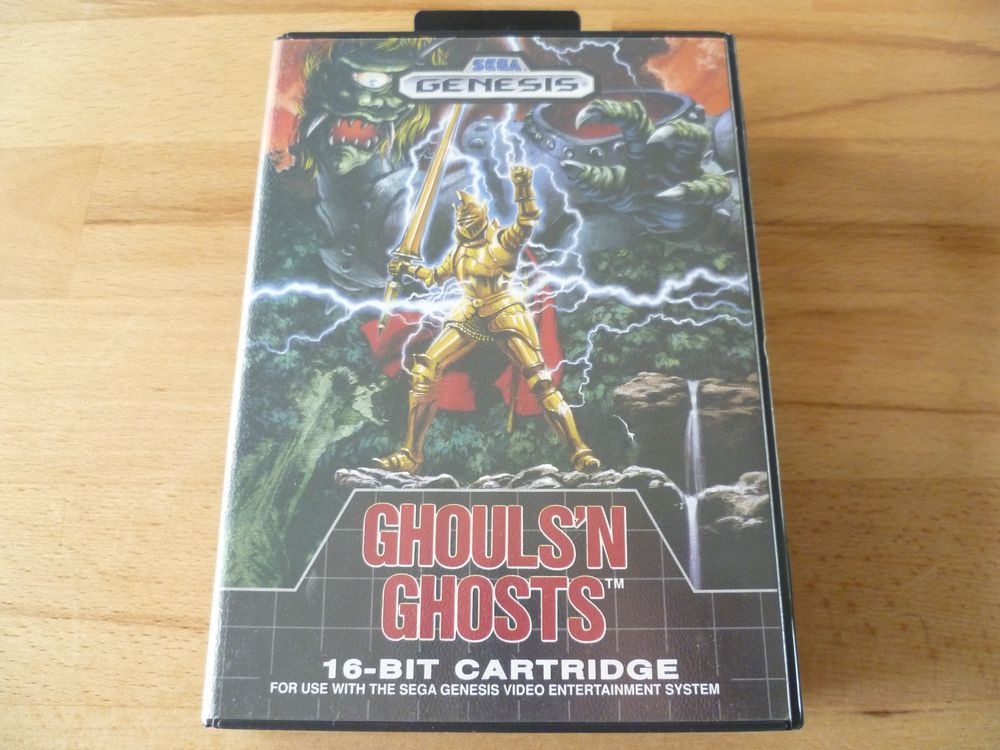 SEGA
GENESIS
GHOULS'N
GHOSTS™
16-BIT CARTRIDGE
FOR USE WITH THE SEGA GENESIS VIDEO ENTERTAINMENT SYSTEM